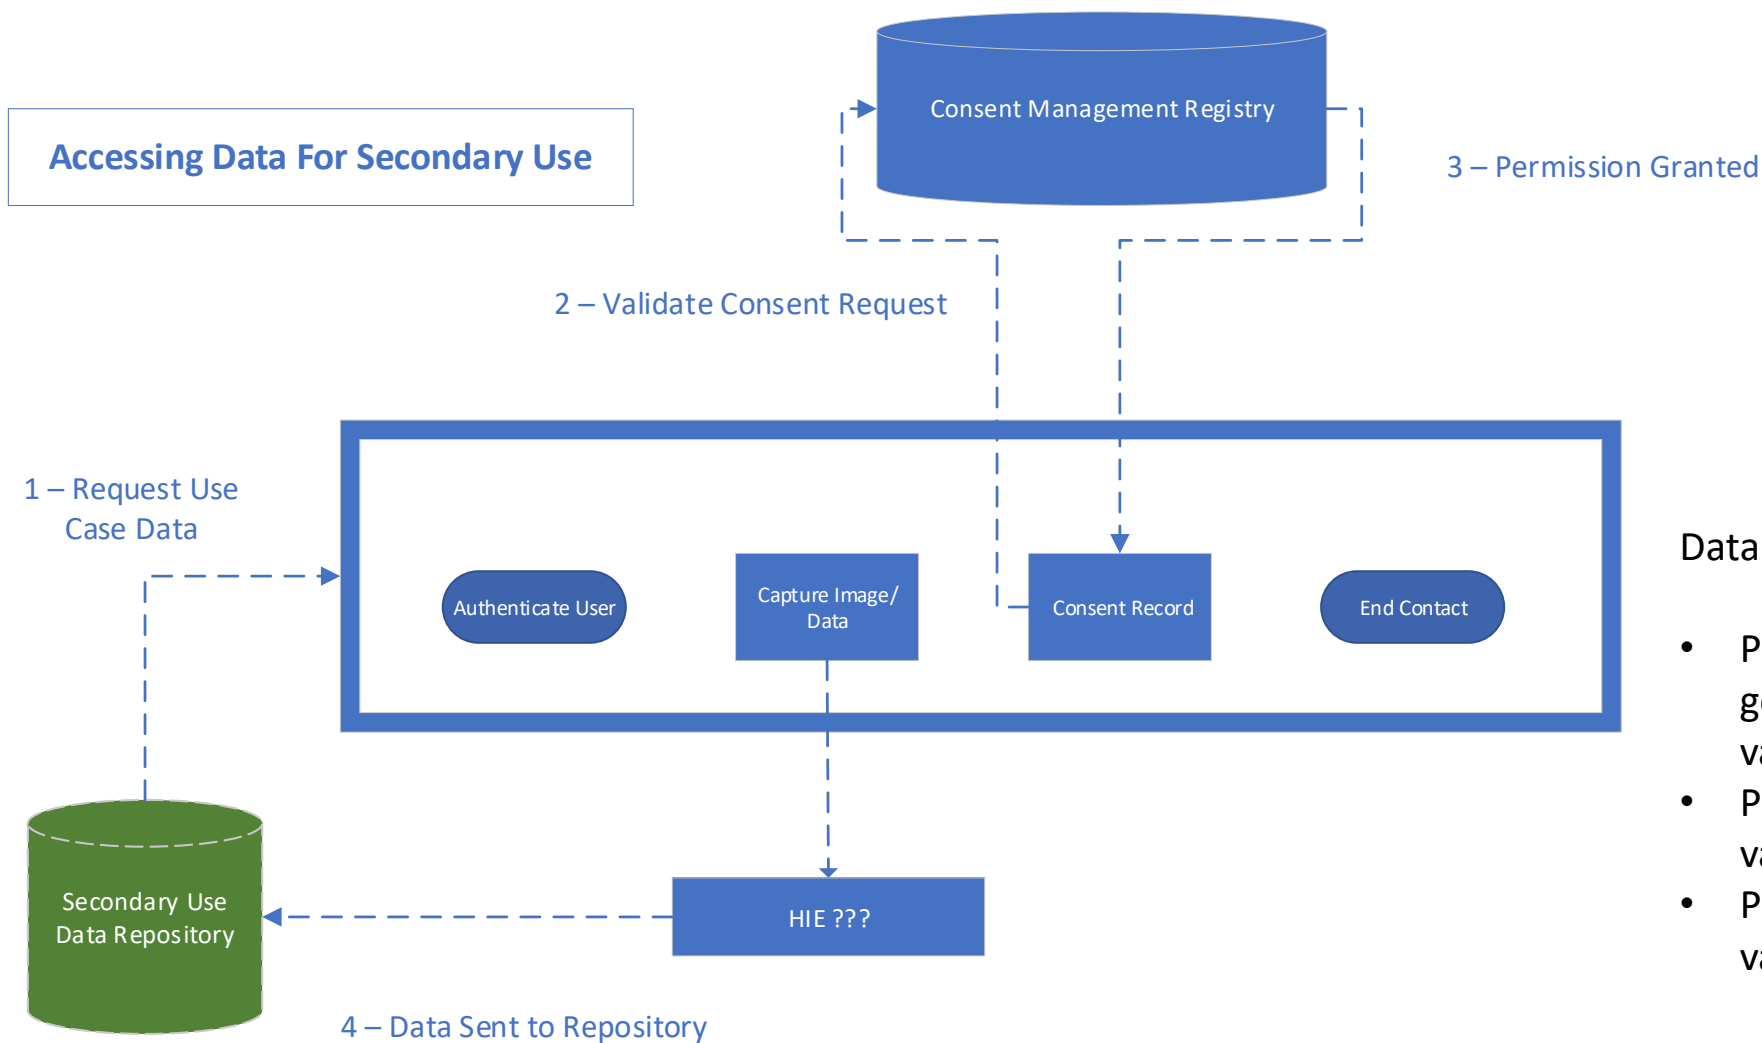 Consent Management Registry
Accessing Data For Secondary Use
3 – Permission Granted
2 – Validate Consent Request
1 – Request Use
Case Data
Authenticate User
Capture Image/
Data
Consent Record
End Contact
Data
Secondary Use
Data Repository
HIE ???
4 – Data Sent to Repository